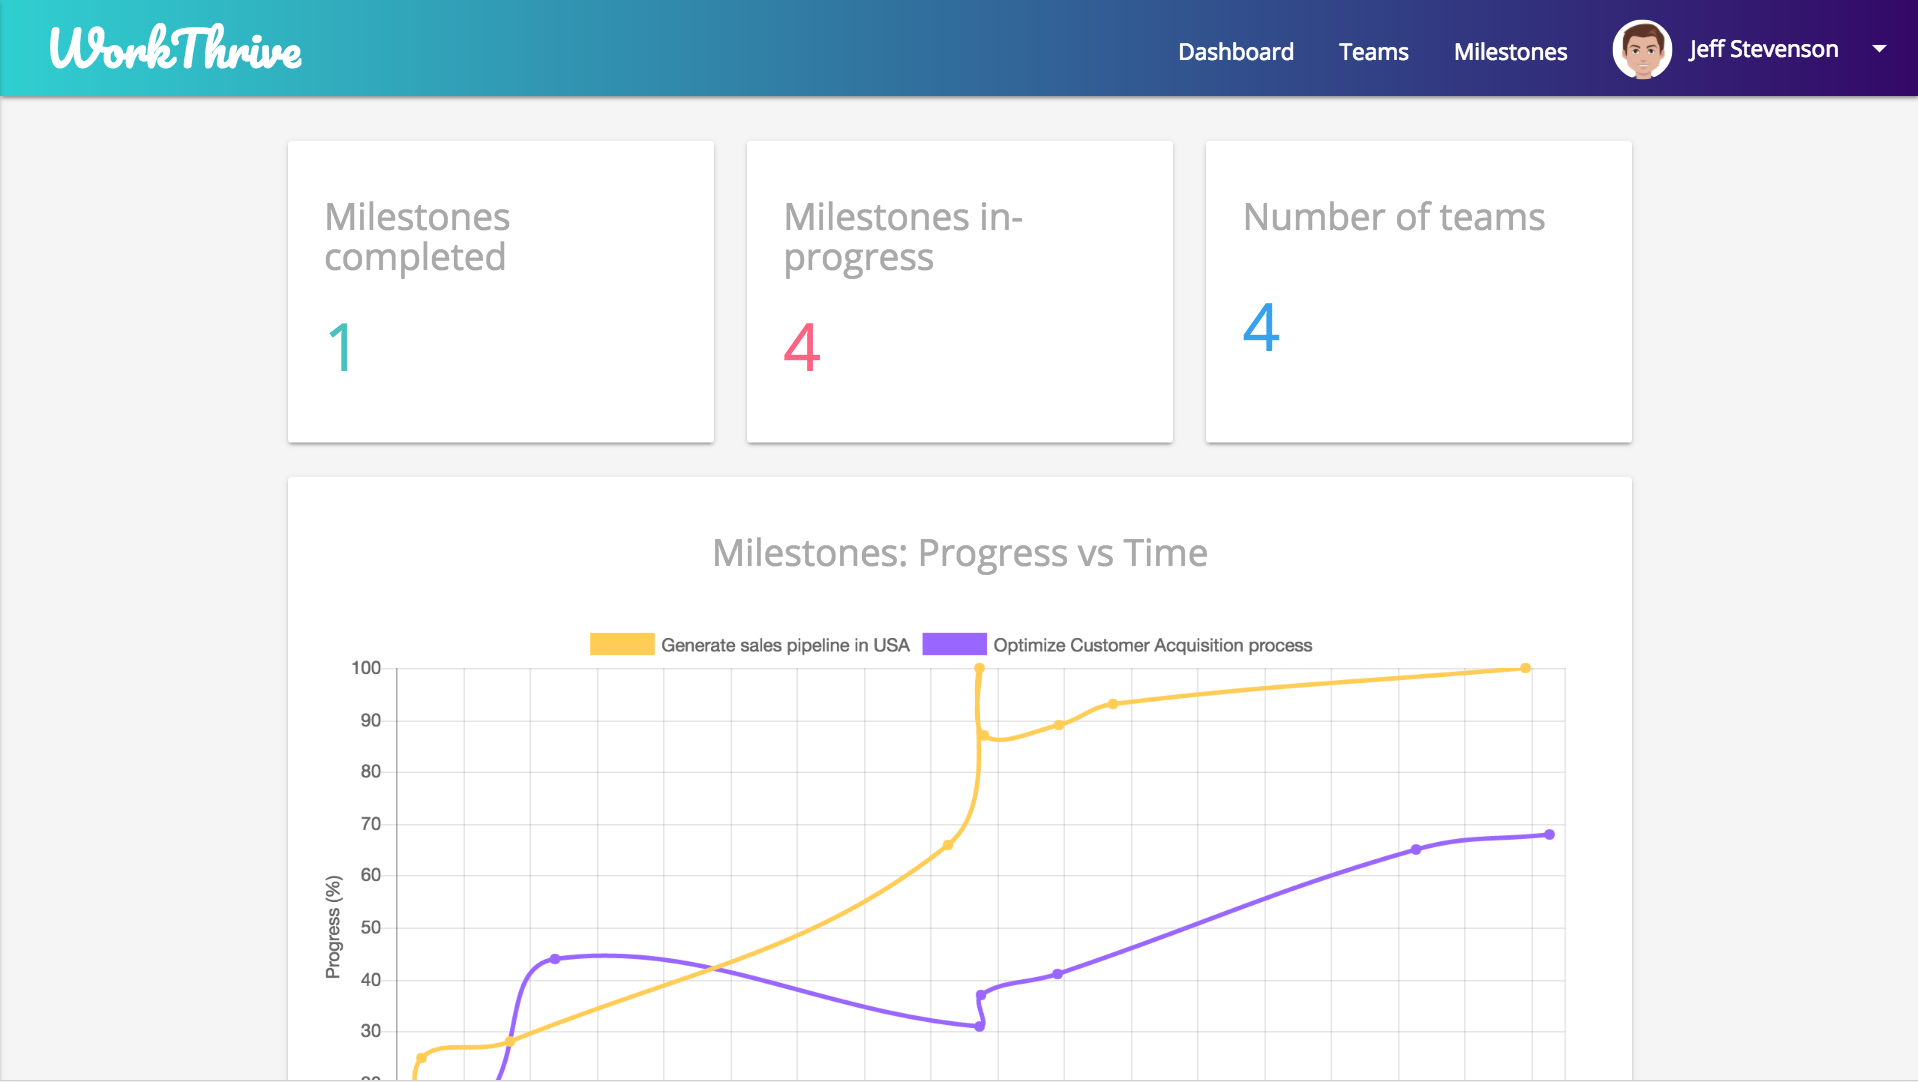 WorkThrive
Dashboard Teams Milestones Jeff Stevenson
Milestones
completed
1
Milestones in-
progress
4
Number of teams
4
Milestones: Progress vs Time
Generate sales pipeline in USA Optimize Customer Acquisition process
100
90
80
70
60
50
40
30
Progress (%)